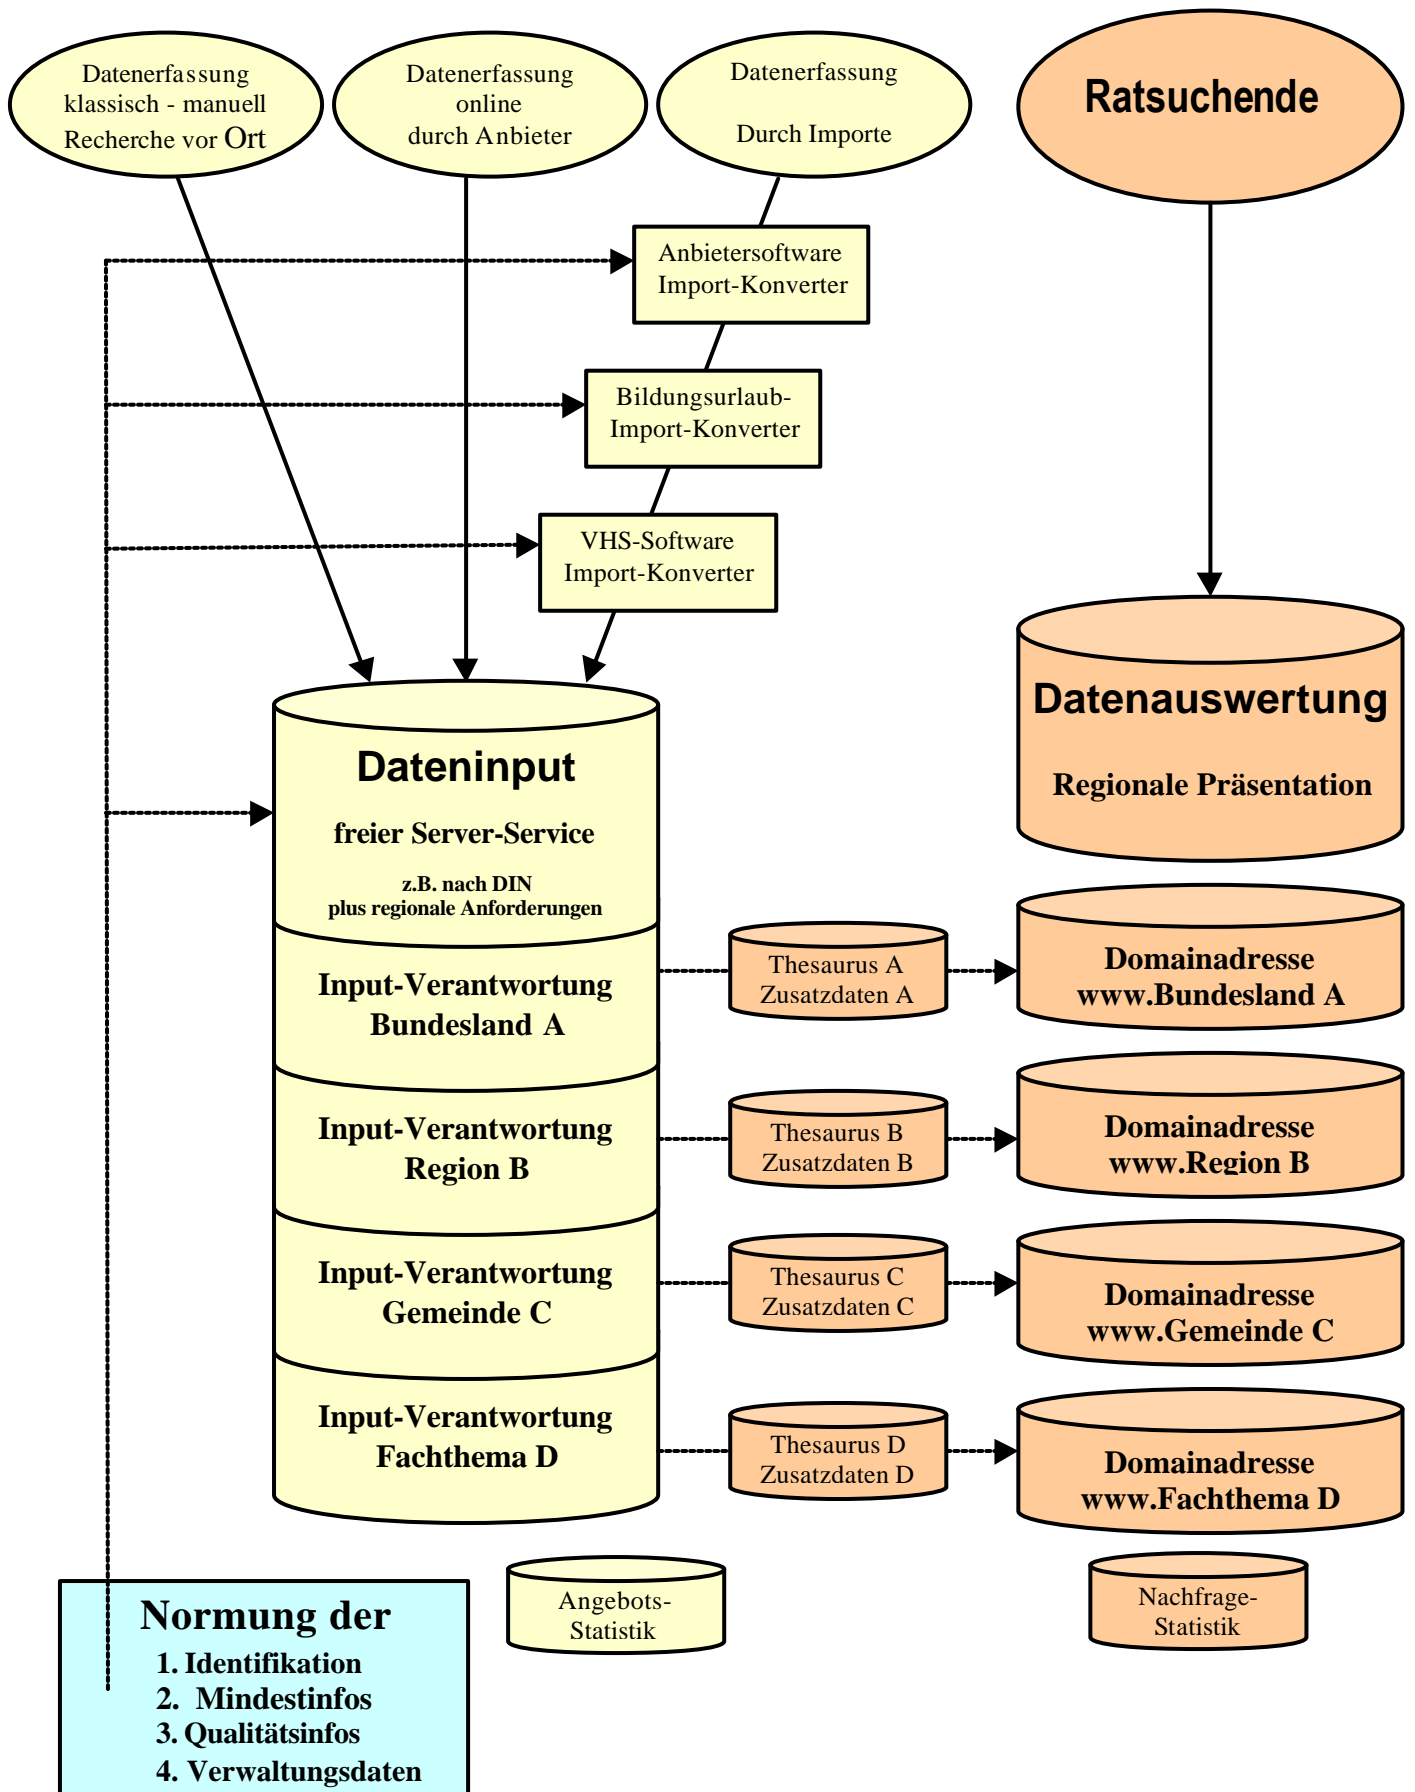 Datenerfassung
klassisch - manuell
Recherche vor Ort
Datenerfassung
online
durch Anbieter
Datenerfassung
Durch Importe
Ratsuchende
Anbietersoftware
Import-Konverter
Bildungsurlaub-
Import-Konverter
VHS-Software
Import-Konverter
Datenauswertung
Regionale Präsentation
Dateninput
freier Server-Service
z.B. nach DIN
plus regionale Anforderungen
Input-Verantwortung
Bundesland A
Thesaurus A
Zusatzdaten A
Domainadresse
www.Bundesland A
Input-Verantwortung
Region B
Thesaurus B
Zusatzdaten B
Domainadresse
www.Region B
Input-Verantwortung
Gemeinde C
Thesaurus C
Zusatzdaten C
Domainadresse
www.Gemeinde C
Input-Verantwortung
Fachthema D
Thesaurus D
Zusatzdaten D
Domainadresse
www.Fachthema D
Angebots-
Statistik
Nachfrage-
Statistik
Normung der
1. Identifikation
2. Mindestinfos
3. Qualitätsinfos
4. Verwaltungsdaten